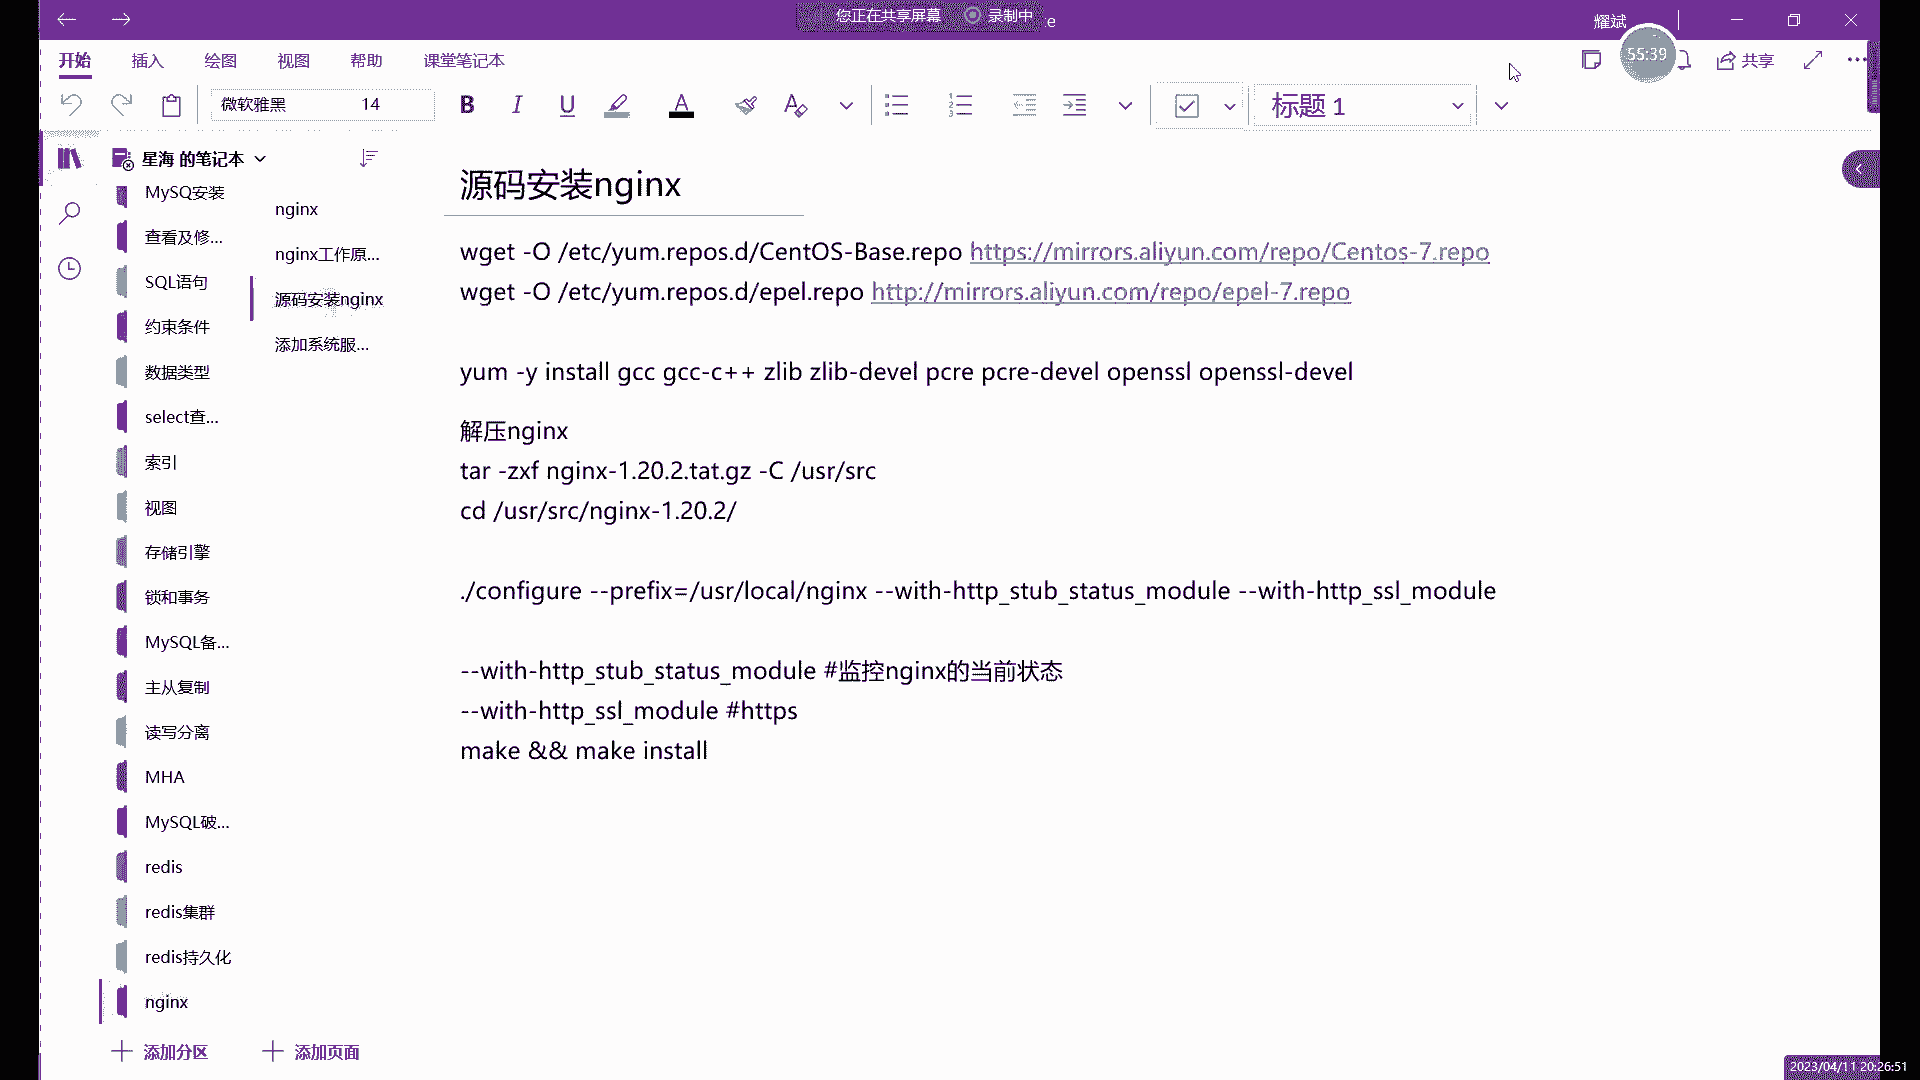 您正在共享屏幕 录制中 e
耀斌
开始 插入 绘图 视图 帮助 课堂笔记本
55:39
共享
微软雅黑 14
B I U A
标题 1
星海 的笔记本
MySQ安装
查看及修...
SQL语句
约束条件
数据类型
select查...
索引
视图
存储引擎
锁和事务
MySQL备...
主从复制
读写分离
MHA
MySQL破...
redis
redis集群
redis持久化
nginx
添加分区
nginx
nginx工作原...
源码安装nginx
添加系统服...
添加页面
源码安装nginx
wget -O /etc/yum.repos.d/CentOS-Base.repo https://mirrors.aliyun.com/repo/Centos-7.repo
wget -O /etc/yum.repos.d/epel.repo http://mirrors.aliyun.com/repo/epel-7.repo
yum -y install gcc gcc-c++ zlib zlib-devel pcre pcre-devel openssl openssl-devel
解压nginx
tar -zxf nginx-1.20.2.tat.gz -C /usr/src
cd /usr/src/nginx-1.20.2/
./configure --prefix=/usr/local/nginx --with-http_stub_status_module --with-http_ssl_module
--with-http_stub_status_module #监控nginx的当前状态
--with-http_ssl_module #https
make && make install
2023/04/11 20:26:51